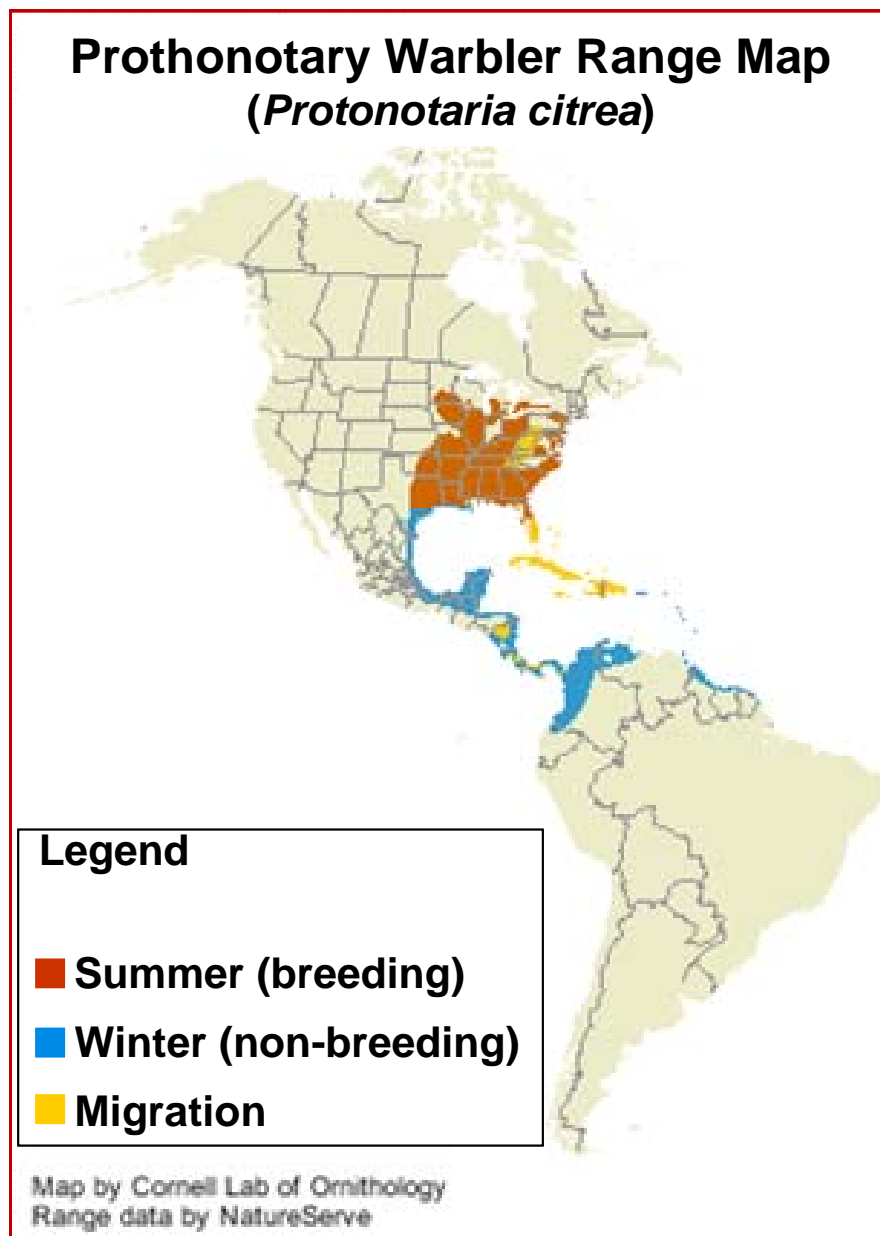 Prothonotary Warbler Range Map
(Protonotaria citrea)
Legend
Summer (breeding)
Winter (non-breeding)
Migration
Map by Cornell Lab of Ornithology
Range data by NatureServe